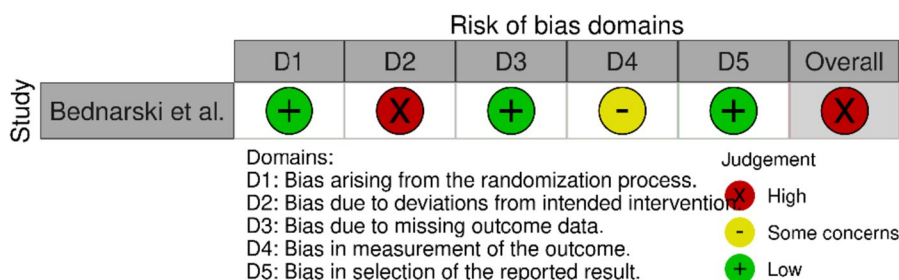 Risk of bias domains
D1 D2 D3 D4 D5 Overall
Study
Bednarski et al. + X + - + X
Domains:
D1: Bias arising from the randomization process.
D2: Bias due to deviations from intended intervention.
D3: Bias due to missing outcome data.
D4: Bias in measurement of the outcome.
D5: Bias in selection of the reported result.
Judgement
X High
- Some concerns
+ Low